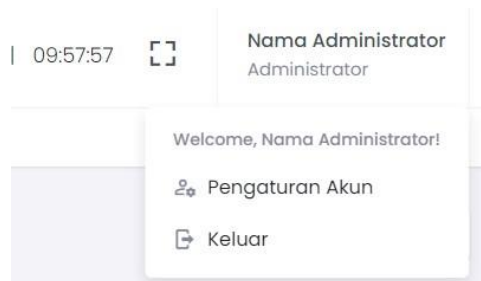 | 09:57:57
Nama Administrator
Administrator
Welcome, Nama Administrator!
Pengaturan Akun
Keluar